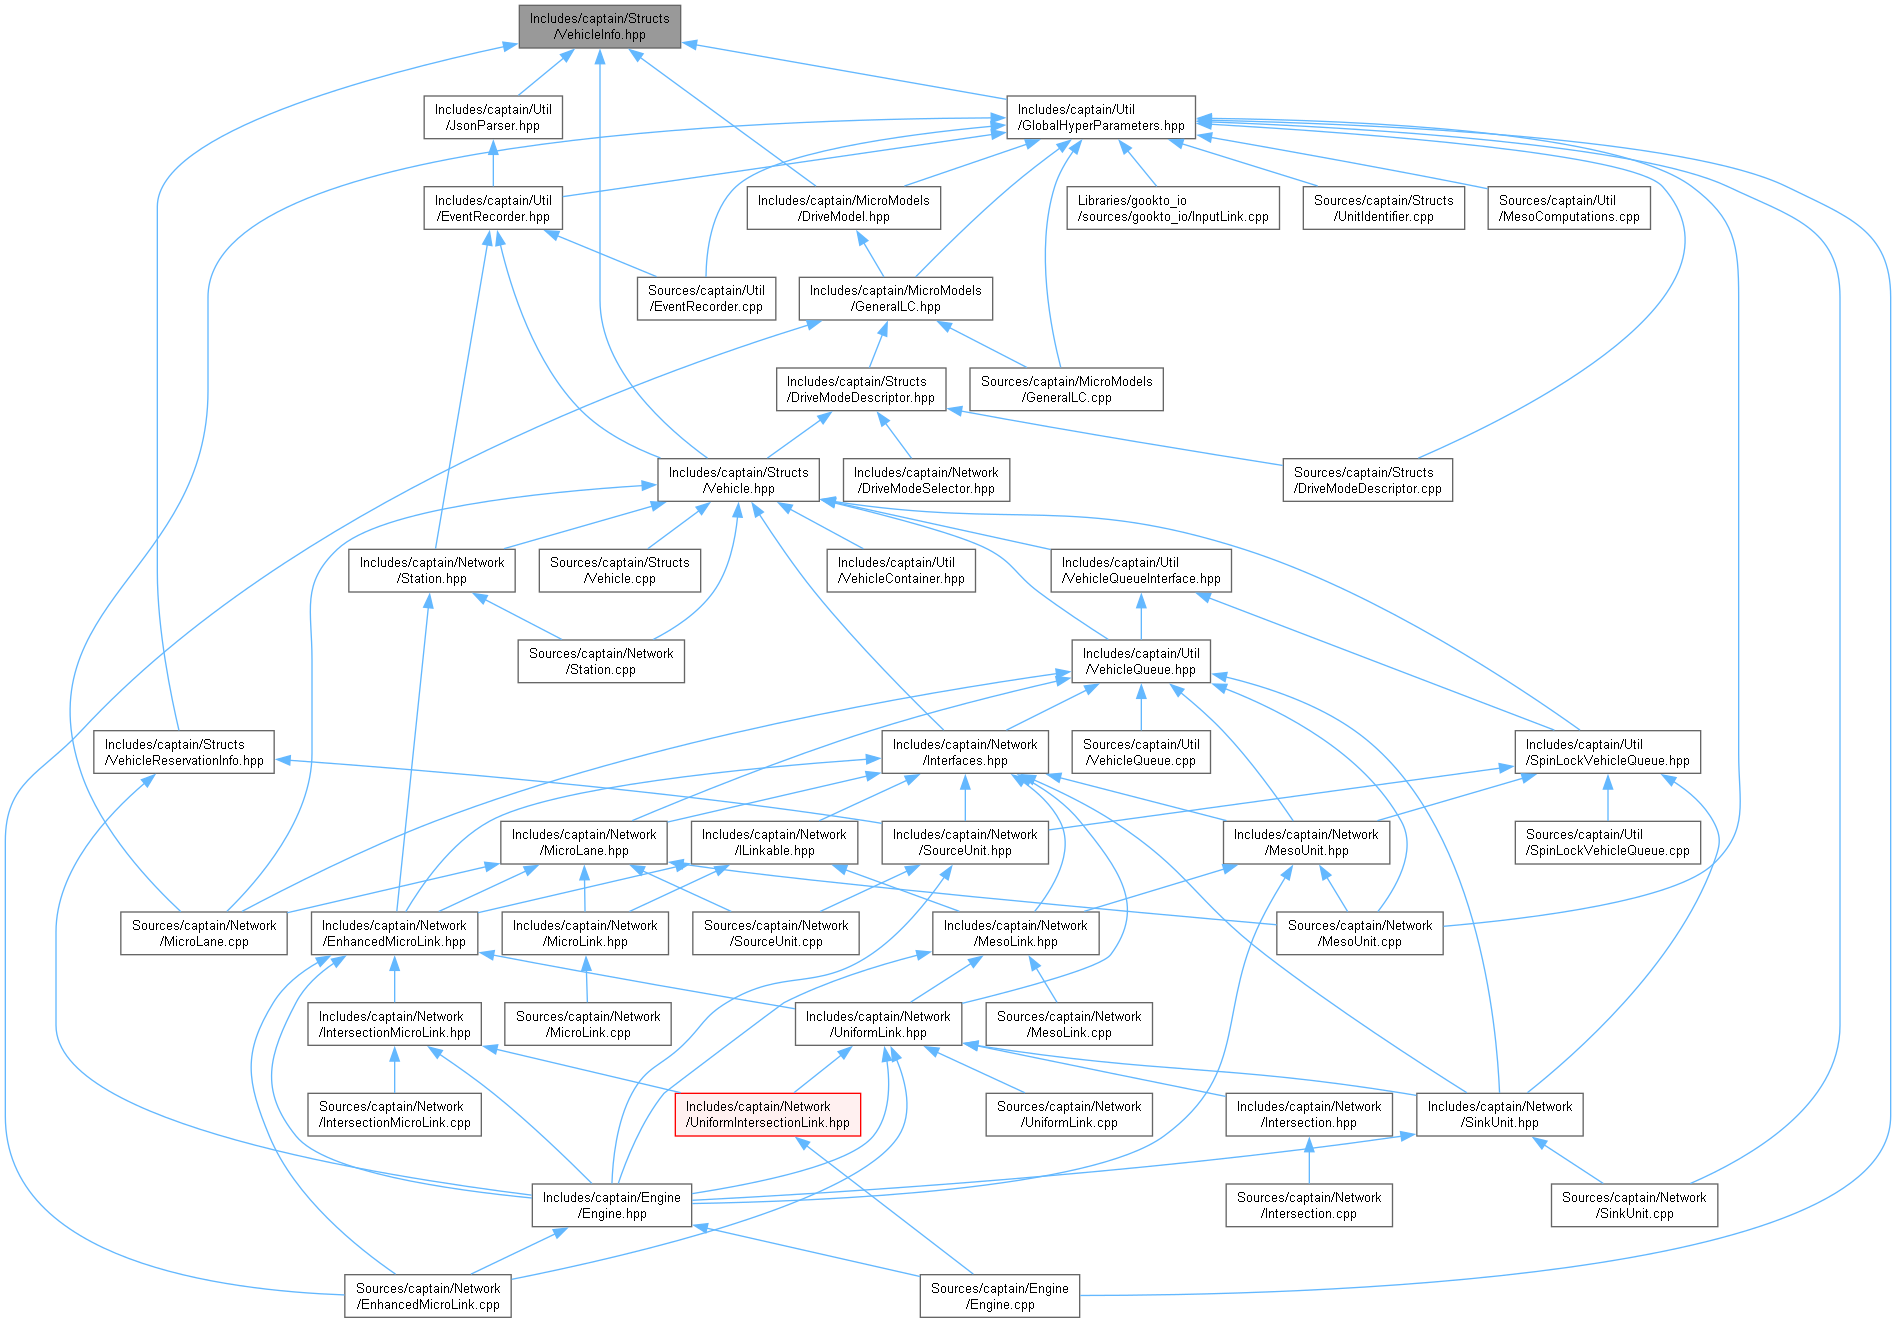 Includes/captain/Structs
/VehicleInfo.hpp
Includes/captain/Util
/JsonParser.hpp
Includes/captain/Util
/GlobalHyperParameters.hpp
Includes/captain/Util
/EventRecorder.hpp
Includes/captain/MicroModels
/DriveModel.hpp
Libraries/gookto_io
/sources/gookto_io/InputLink.cpp
Sources/captain/Structs
/UnitIdentifier.cpp
Sources/captain/Util
/MesoComputations.cpp
Sources/captain/Util
/EventRecorder.cpp
Includes/captain/MicroModels
/GeneralLC.hpp
Includes/captain/Structs
/DriveModeDescriptor.hpp
Sources/captain/MicroModels
/GeneralLC.cpp
Includes/captain/Structs
/Vehicle.hpp
Includes/captain/Network
/DriveModeSelector.hpp
Sources/captain/Structs
/DriveModeDescriptor.cpp
Includes/captain/Network
/Station.hpp
Sources/captain/Structs
/Vehicle.cpp
Includes/captain/Util
/VehicleContainer.hpp
Includes/captain/Util
/VehicleQueueInterface.hpp
Sources/captain/Network
/Station.cpp
Includes/captain/Util
/VehicleQueue.hpp
Includes/captain/Structs
/VehicleReservationInfo.hpp
Includes/captain/Network
/Interfaces.hpp
Sources/captain/Util
/VehicleQueue.cpp
Includes/captain/Util
/SpinLockVehicleQueue.hpp
Includes/captain/Network
/MicroLane.hpp
Includes/captain/Network
/ILinkable.hpp
Includes/captain/Network
/SourceUnit.hpp
Includes/captain/Network
/MesoUnit.hpp
Sources/captain/Util
/SpinLockVehicleQueue.cpp
Sources/captain/Network
/MicroLane.cpp
Includes/captain/Network
/EnhancedMicroLink.hpp
Includes/captain/Network
/MicroLink.hpp
Sources/captain/Network
/SourceUnit.cpp
Includes/captain/Network
/MesoLink.hpp
Sources/captain/Network
/MesoUnit.cpp
Includes/captain/Network
/IntersectionMicroLink.hpp
Sources/captain/Network
/MicroLink.cpp
Includes/captain/Network
/UniformLink.hpp
Sources/captain/Network
/MesoLink.cpp
Sources/captain/Network
/IntersectionMicroLink.cpp
Includes/captain/Network
/UniformIntersectionLink.hpp
Sources/captain/Network
/UniformLink.cpp
Includes/captain/Network
/Intersection.hpp
Includes/captain/Network
/SinkUnit.hpp
Includes/captain/Engine
/Engine.hpp
Sources/captain/Network
/Intersection.cpp
Sources/captain/Network
/SinkUnit.cpp
Sources/captain/Network
/EnhancedMicroLink.cpp
Sources/captain/Engine
/Engine.cpp